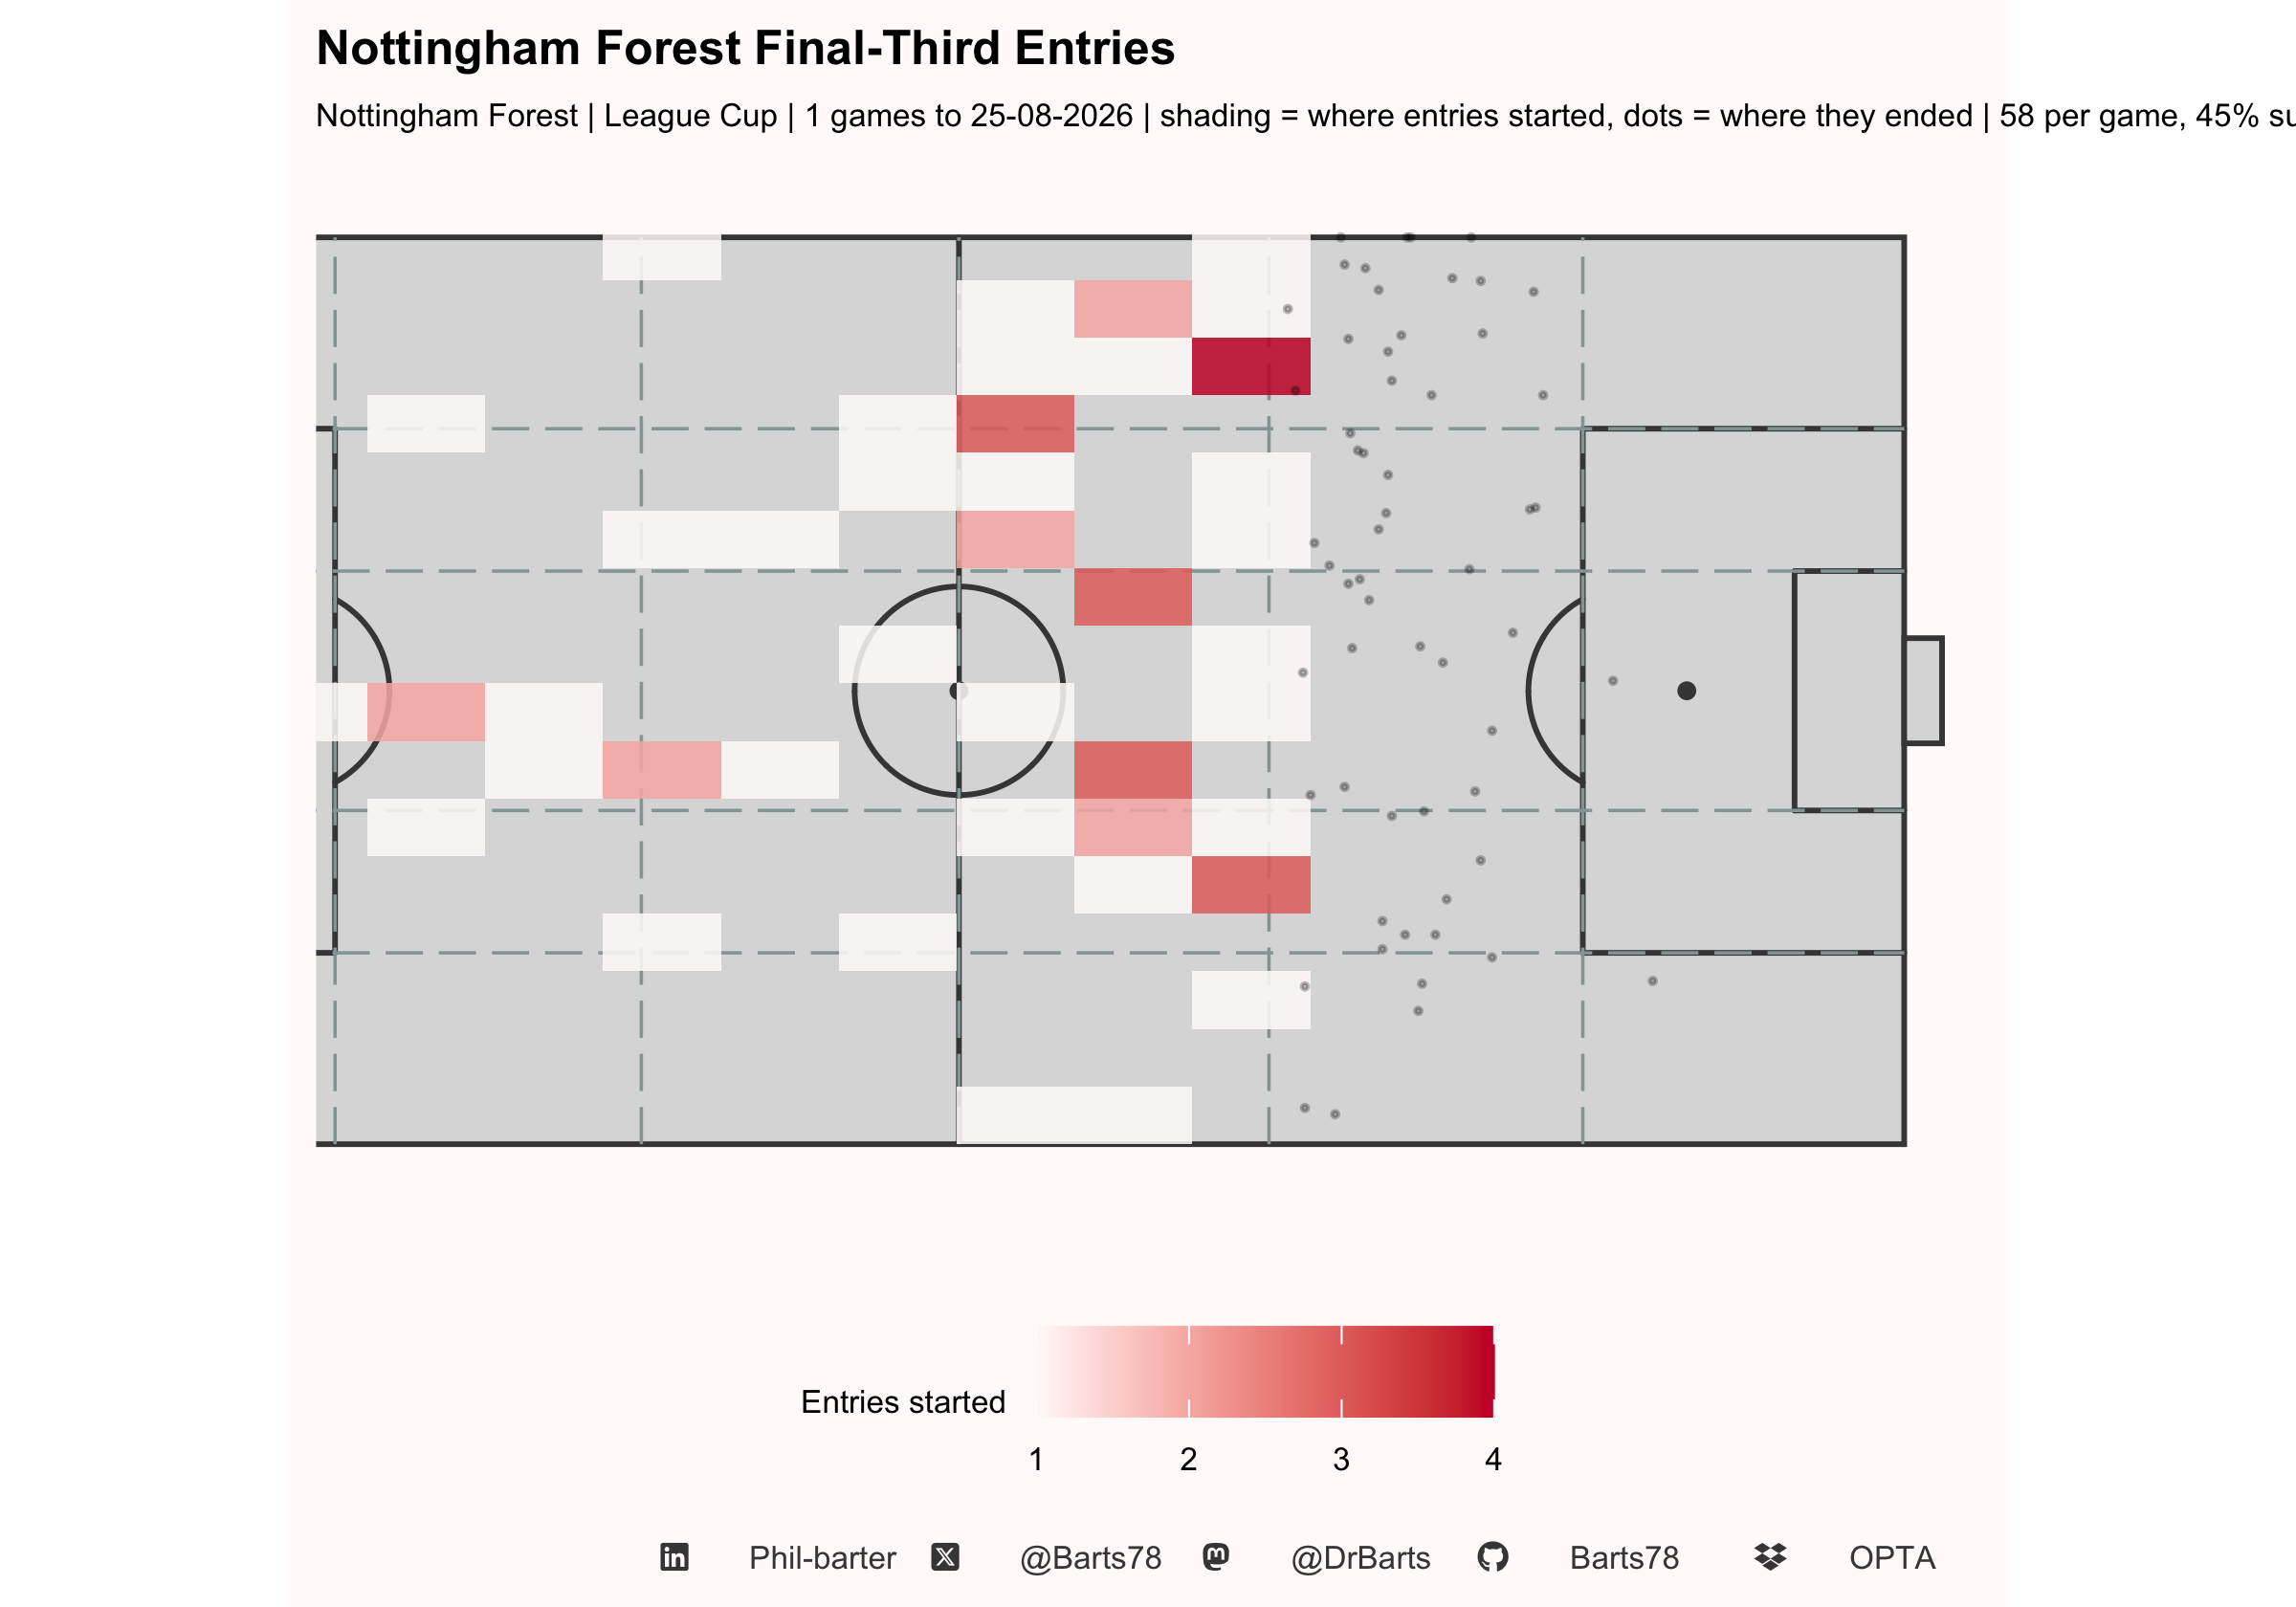 Nottingham Forest Final-Third Entries
Nottingham Forest | League Cup | 1 games to 25-08-2026 | shading = where entries started, dots = where they ended | 58 per game, 45% su
Entries started
1 2 3 4
Phil-barter @Barts78 @DrBarts Barts78 OPTA